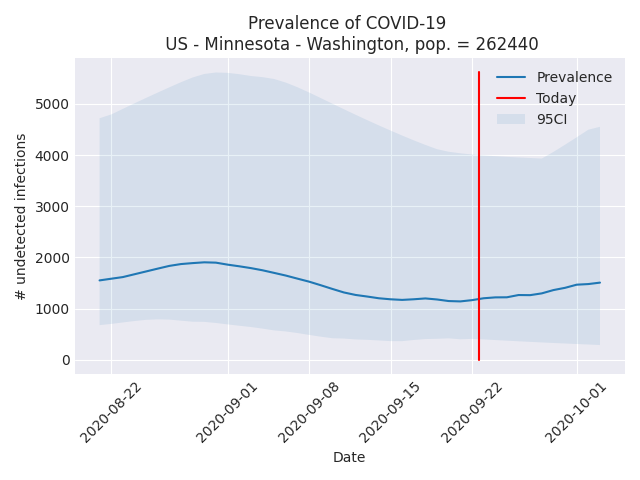 Prevalence of COVID-19
US - Minnesota - Washington, pop. = 262440
Prevalence
Today
95CI
# undetected infections
5000
4000
3000
2000
1000
0
2020-08-22
2020-09-01
2020-09-08
2020-09-15
2020-09-22
2020-10-01
Date